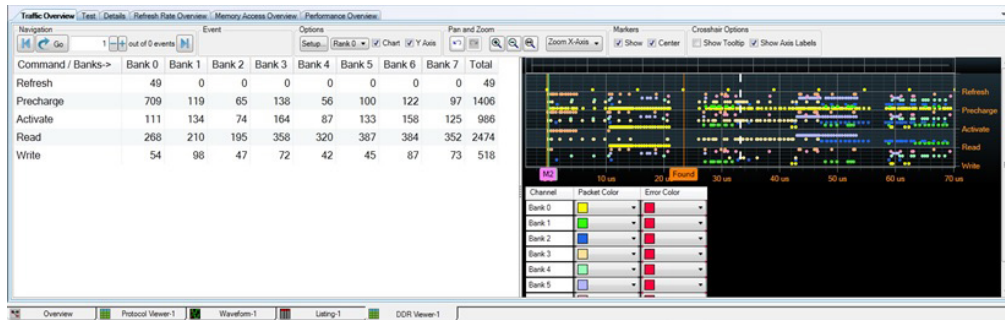 Traffic Overview Test Details Refresh Rate Overview Memory Access Overview Performance Overview
Navigation Event Options Pan and Zoom Markers Crosshair Options
Go 1 out of 0 events Setup... Rank 0 Chart Y Axis Zoom X-Axis Show Center Show Tooltip Show Axis Labels
Command / Banks-> Bank 0 Bank 1 Bank 2 Bank 3 Bank 4 Bank 5 Bank 6 Bank 7 Total
Refresh 49 0 0 0 0 0 0 0 49
Precharge 709 119 65 138 56 100 122 97 1406
Activate 111 134 74 164 87 133 158 125 986
Read 268 210 195 358 320 387 384 352 2474
Write 54 98 47 72 42 45 87 73 518
Refresh
Precharge
Activate
Read
Write
M2 Found
10 us 20 30 us 40 us 50 us 60 us 70 us
Channel Packet Color Error Color
Bank 0
Bank 1
Bank 2
Bank 3
Bank 4
Bank 5
Overview Protocol Viewer-1 Waveform-1 Listing-1 DDR Viewer-1